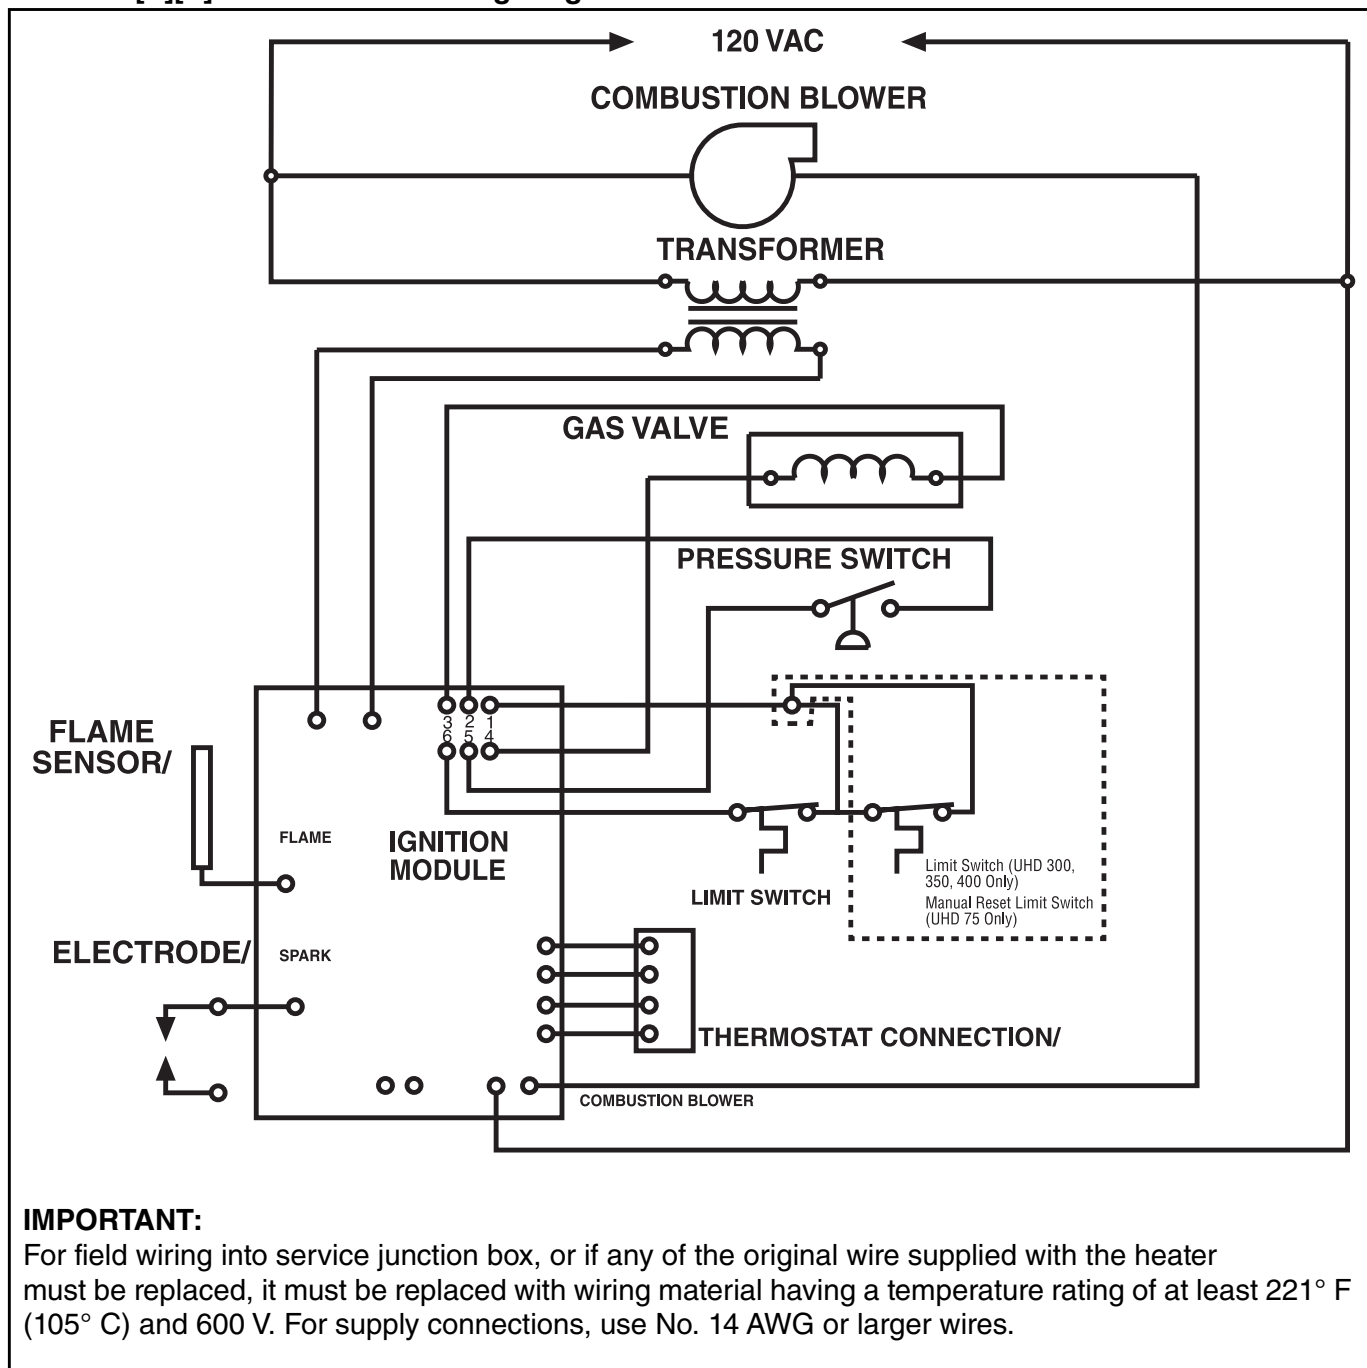 120 VAC
COMBUSTION BLOWER
TRANSFORMER
GAS VALVE
PRESSURE SWITCH
3 2 1
6 5 4
FLAME
SENSOR/
FLAME
IGNITION
MODULE
LIMIT SWITCH
Limit Switch (UHD 300,
350, 400 Only)
Manual Reset Limit Switch
(UHD 75 Only)
ELECTRODE/
SPARK
THERMOSTAT CONNECTION/
COMBUSTION BLOWER
IMPORTANT:
For field wiring into service junction box, or if any of the original wire supplied with the heater
must be replaced, it must be replaced with wiring material having a temperature rating of at least 221° F
(105° C) and 600 V. For supply connections, use No. 14 AWG or larger wires.